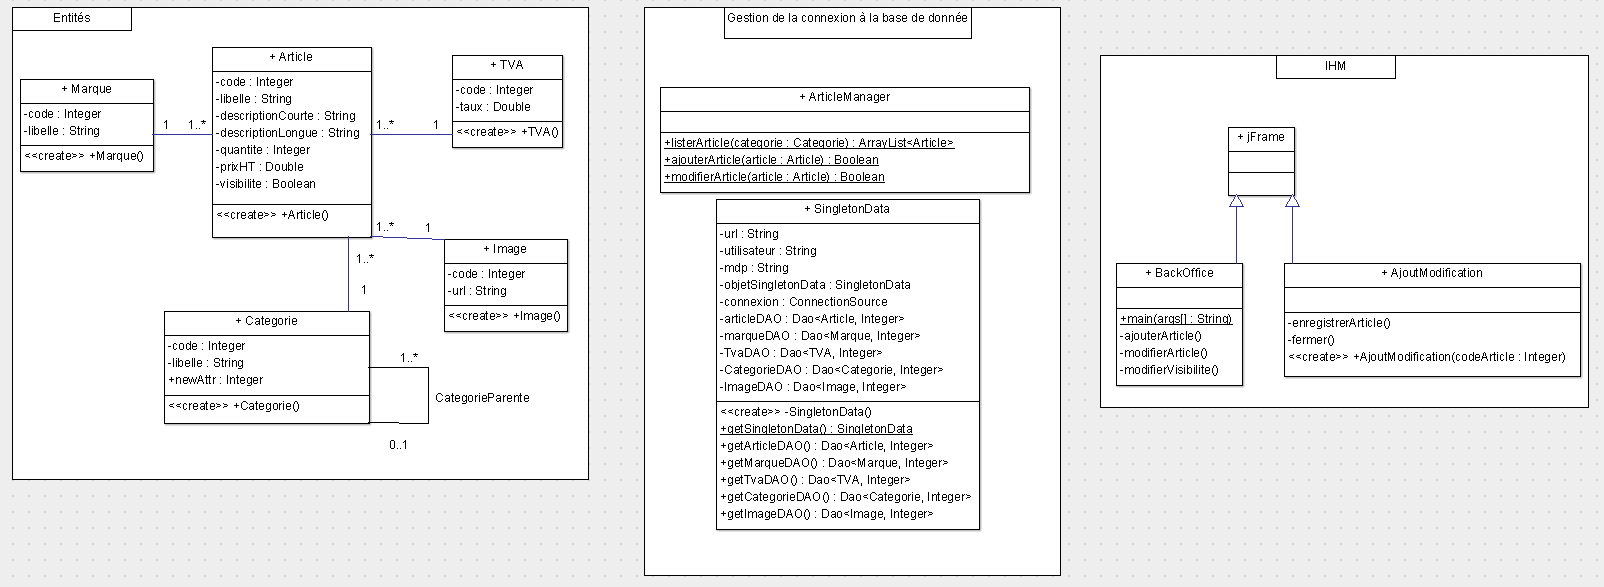 Entités
+ Marque
-code : Integer
-libelle : String
<<create>> +Marque()
1
1..*
+ Article
-code : Integer
-libelle : String
-descriptionCourte : String
-descriptionLongue : String
-quantite : Integer
-prixHT : Double
-visibilite : Boolean
<<create>> +Article()
1..*
1
+ TVA
-code : Integer
-taux : Double
<<create>> +TVA()
1..*
1
+ Image
-code : Integer
-url : String
<<create>> +Image()
1..*
1
+ Categorie
-code : Integer
-libelle : String
+newAttr : Integer
<<create>> +Categorie()
1..*
CategorieParente
0..1
Gestion de la connexion à la base de donnée
+ ArticleManager
+listerArticle(categorie : Categorie) : ArrayList<Article>
+ajouterArticle(article : Article) : Boolean
+modifierArticle(article : Article) : Boolean
+ SingletonData
-url : String
-utilisateur : String
-mdp : String
-objetSingletonData : SingletonData
-connexion : ConnectionSource
-articleDAO : Dao<Article, Integer>
-marqueDAO : Dao<Marque, Integer>
-TvaDAO : Dao<TVA, Integer>
-CategorieDAO : Dao<Categorie, Integer>
-ImageDAO : Dao<Image, Integer>
<<create>> -SingletonData()
+getSingletonData() : SingletonData
+getArticleDAO() : Dao<Article, Integer>
+getMarqueDAO() : Dao<Marque, Integer>
+getTvaDAO() : Dao<TVA, Integer>
+getCategorieDAO() : Dao<Categorie, Integer>
+getImageDAO() : Dao<Image, Integer>
IHM
+ jFrame
+ BackOffice
+main(args[] : String)
-ajouterArticle()
-modifierArticle()
-modifierVisibilite()
+ AjoutModification
-enregistrerArticle()
-fermer()
<<create>> +AjoutModification(codeArticle : Integer)